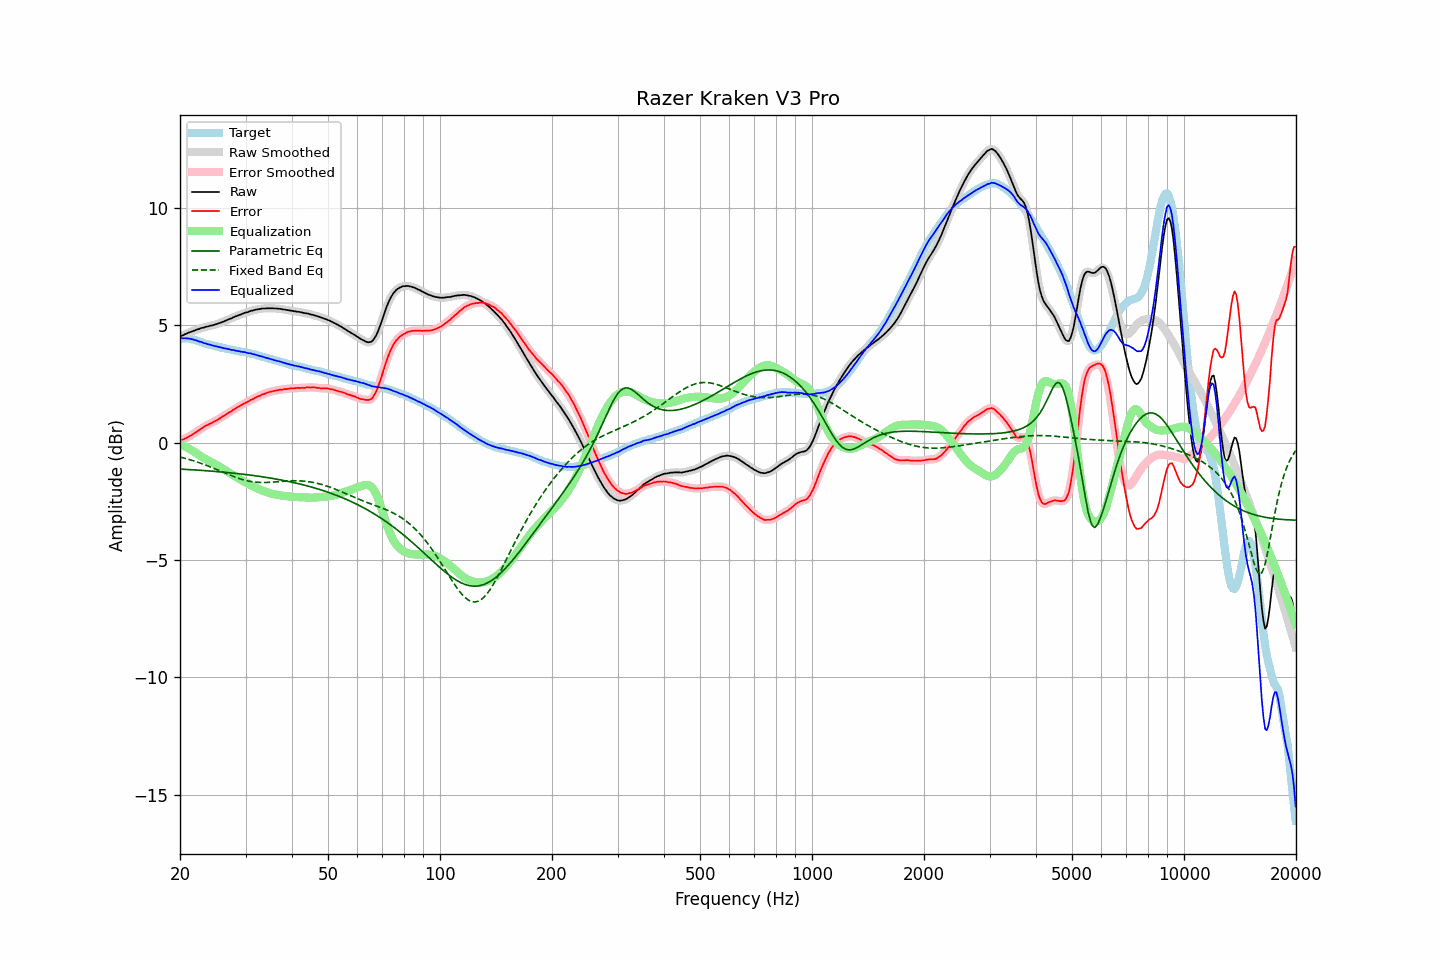 Razer Kraken V3 Pro
Target
Raw Smoothed
Error Smoothed
Raw
Error
Equalization
Parametric Eq
Fixed Band Eq
Equalized
Amplitude (dBr)
10
5
0
−5
−10
−15
20 50 100 200 500 1000 2000 5000 10000 20000
Frequency (Hz)